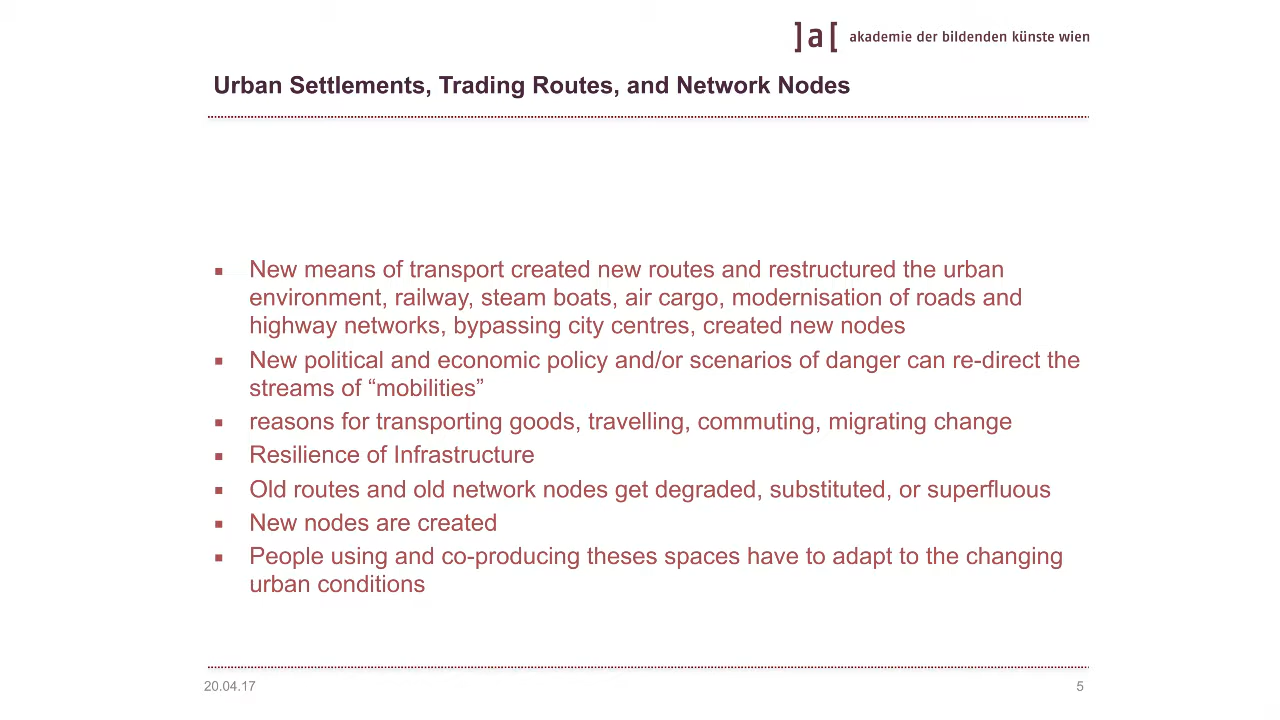 ]a[ akademie der bildenden künste wien
Urban Settlements, Trading Routes, and Network Nodes
▪ New means of transport created new routes and restructured the urban
environment, railway, steam boats, air cargo, modernisation of roads and
highway networks, bypassing city centres, created new nodes
▪ New political and economic policy and/or scenarios of danger can re-direct the
streams of “mobilities”
▪ reasons for transporting goods, travelling, commuting, migrating change
▪ Resilience of Infrastructure
▪ Old routes and old network nodes get degraded, substituted, or superfluous
▪ New nodes are created
▪ People using and co-producing theses spaces have to adapt to the changing
urban conditions
20.04.17
5